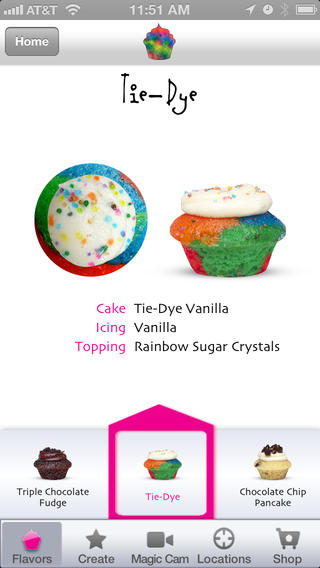 AT&T 11:51 AM
Home
Tie-Dye
Cake Tie-Dye Vanilla
Icing Vanilla
Topping Rainbow Sugar Crystals
Triple Chocolate
Fudge
Tie-Dye
Chocolate Chip
Pancake
Flavors Create Magic Cam Locations Shop